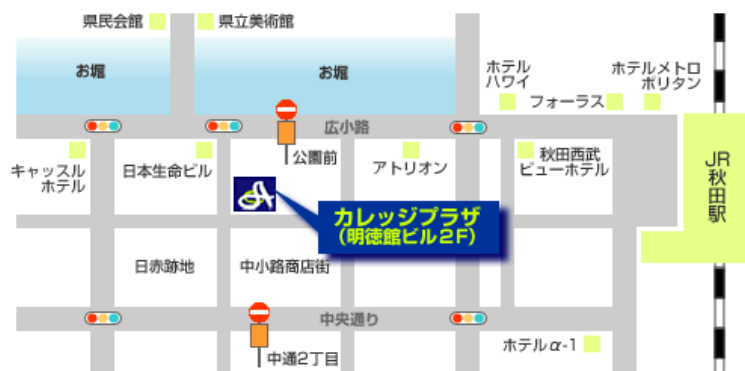 県民会館
県立美術館
お堀
お堀
ホテル
ハワイ
ホテルメトロ
ポリタン
フォーラス
広小路
キャッスル
ホテル
日本生命ビル
公園前
アトリオン
秋田西武
ビューホテル
JR秋田駅
カレッジプラザ
(明徳館ビル2F)
日赤跡地
中小路商店街
中央通り
中通2丁目
ホテルα-1